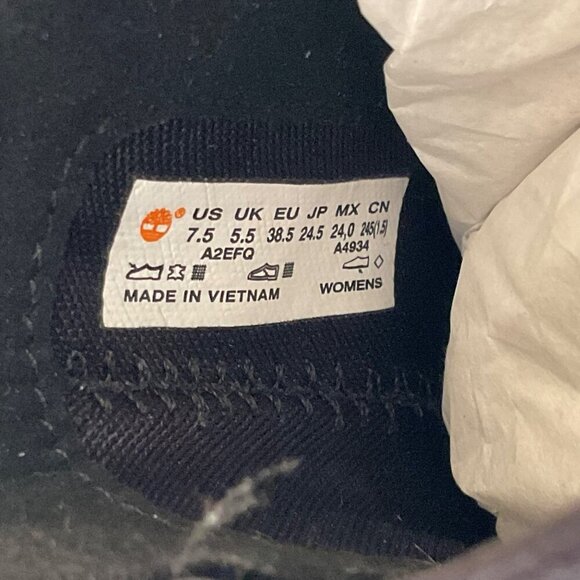 ® US UK EU JP MX CN
7.5 5.5 38.5 24.5 24,0 245(1.5)
A2EFQ A4934
MADE IN VIETNAM WOMENS